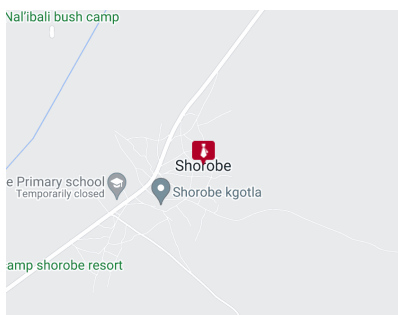 Nal'ibali bush camp
Shorobe
e Primary school
Temporarily closed
Shorobe kgotla
amp shorobe resort